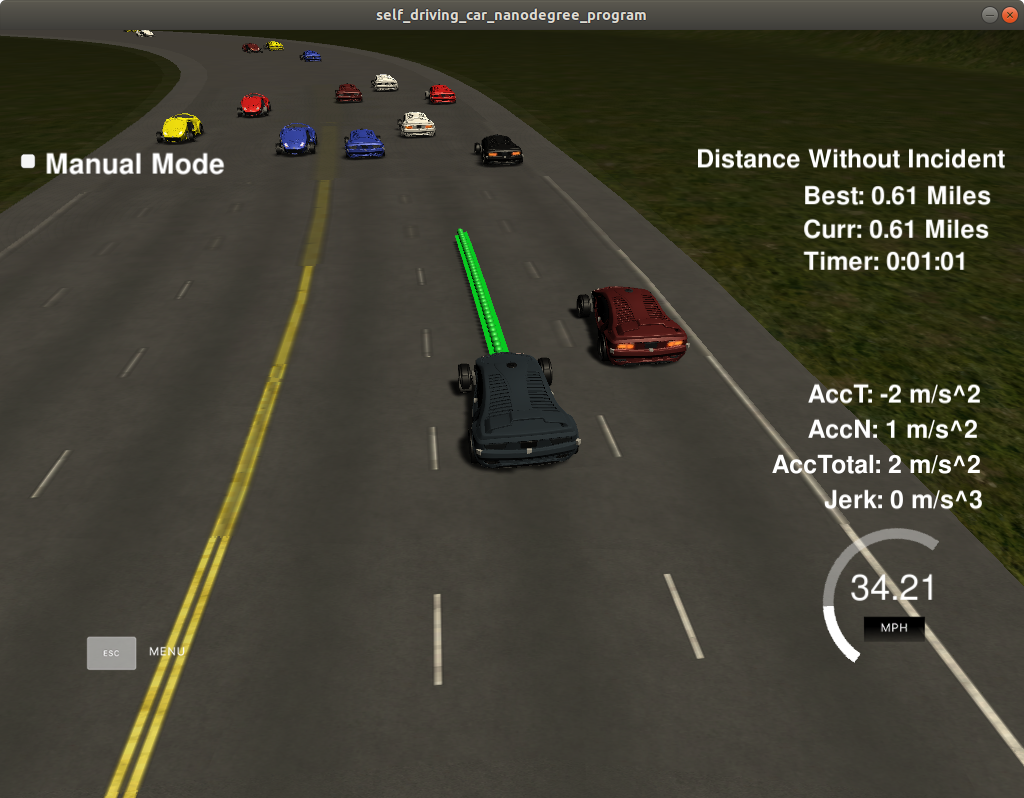 self_driving_car_nanodegree_program
Manual Mode
Distance Without Incident
Best: 0.61 Miles
Curr: 0.61 Miles
Timer: 0:01:01
AccT: -2 m/s^2
AccN: 1 m/s^2
AccTotal: 2 m/s^2
Jerk: 0 m/s^3
34.21
MPH
ESC MENU